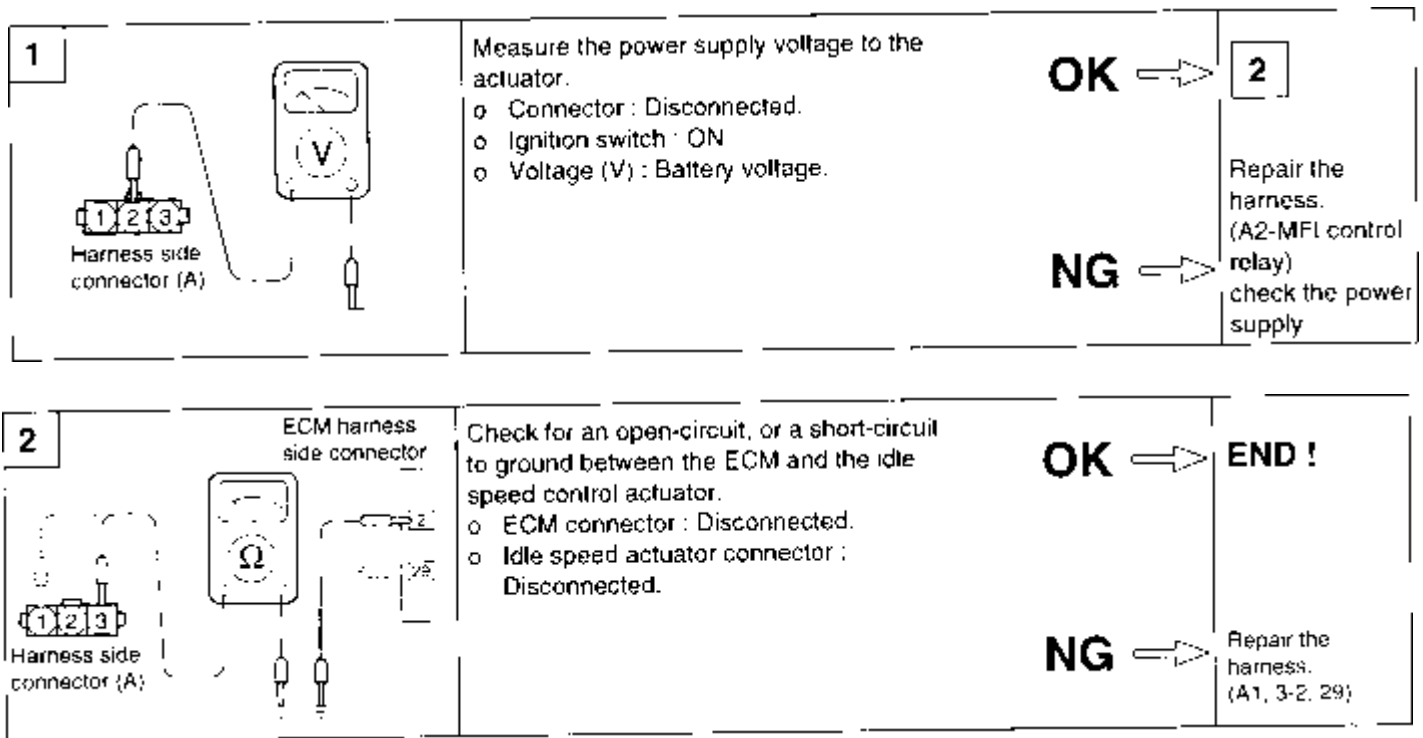 1
V
1 2 3
Harness side
connector (A)
Measure the power supply voltage to the
actuator.
o Connector : Disconnected.
o Ignition switch : ON
o Voltage (V) : Battery voltage.
OK
2
NG
Repair the
harness.
(A2-MFI control
relay)
check the power
supply
2
ECM harness
side connector
Ω
2
29
1 2 3
Harness side
connector (A)
Check for an open-circuit, or a short-circuit
to ground between the ECM and the idle
speed control actuator.
o ECM connector : Disconnected.
o Idle speed actuator connector :
Disconnected.
OK
END !
NG
Repair the
harness.
(A1, 3-2, 29)